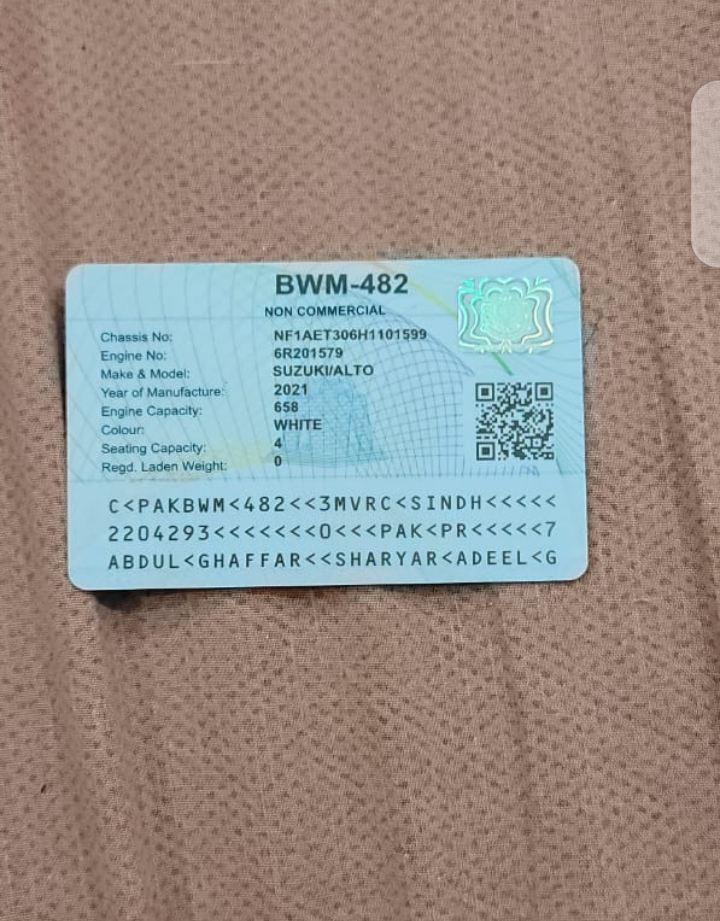 BWM-482
NON COMMERCIAL
Chassis No: NF1AET306H1101599
Engine No: 6R201579
Make & Model: SUZUKI/ALTO
Year of Manufacture: 2021
Engine Capacity: 658
Colour: WHITE
Seating Capacity: 4
Regd. Laden Weight: 0
C<PAKBWM<482<<3MVRC<SINDH<<<<<
2204293<<<<<<<0<<<PAK<PR<<<<<7
ABDUL<GHAFFAR<<SHARYAR<ADEEL<G